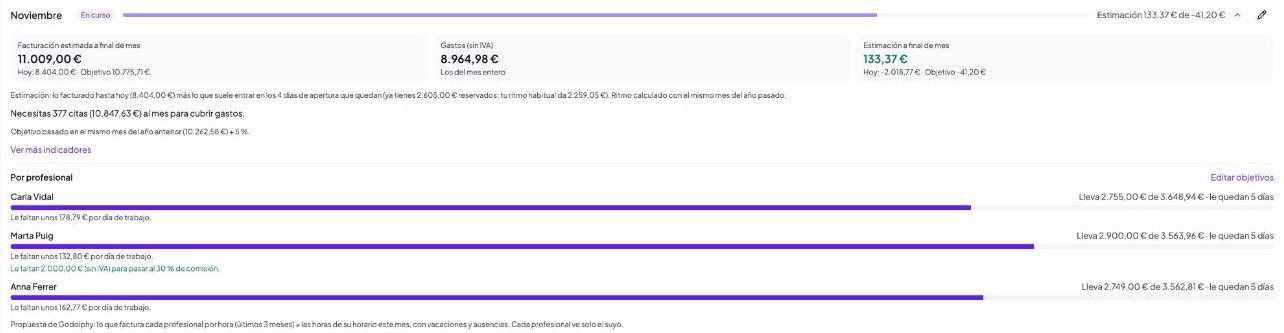 Noviembre
En curso
Estimación 133,37 € de -41,20 €
Facturación estimada a final de mes
11.009,00 €
Hoy: 8.404,00 € · Objetivo 10.775,71 €
Gastos (sin IVA)
8.964,98 €
Los del mes entero
Estimación a final de mes
133,37 €
Hoy: -2.018,77 € · Objetivo -41,20 €
Estimación: lo facturado hasta hoy (8.404,00 €) más lo que suele entrar en los 4 días de apertura que quedan (ya tienes 2.605,00 € reservados; tu ritmo habitual da 2.259,05 €). Ritmo calculado con el mismo mes del año pasado.
Necesitas 377 citas (10.847,63 €) al mes para cubrir gastos.
Objetivo basado en el mismo mes del año anterior (10.262,58 €) + 5 %.
Ver más indicadores
Por profesional
Editar objetivos
Carla Vidal
Lleva 2.755,00 € de 3.648,94 € · le quedan 5 días
Le faltan unos 178,79 € por día de trabajo.
Marta Puig
Lleva 2.900,00 € de 3.563,96 € · le quedan 5 días
Le faltan unos 132,80 € por día de trabajo.
Le faltan 2.000,00 € (sin IVA) para pasar al 30 % de comisión.
Anna Ferrer
Lleva 2.749,00 € de 3.562,81 € · le quedan 5 días
Le faltan unos 162,77 € por día de trabajo.
Propuesta de Godolphy: lo que factura cada profesional por hora (últimos 3 meses) × las horas de su horario este mes, con vacaciones y ausencias. Cada profesional ve solo el suyo.